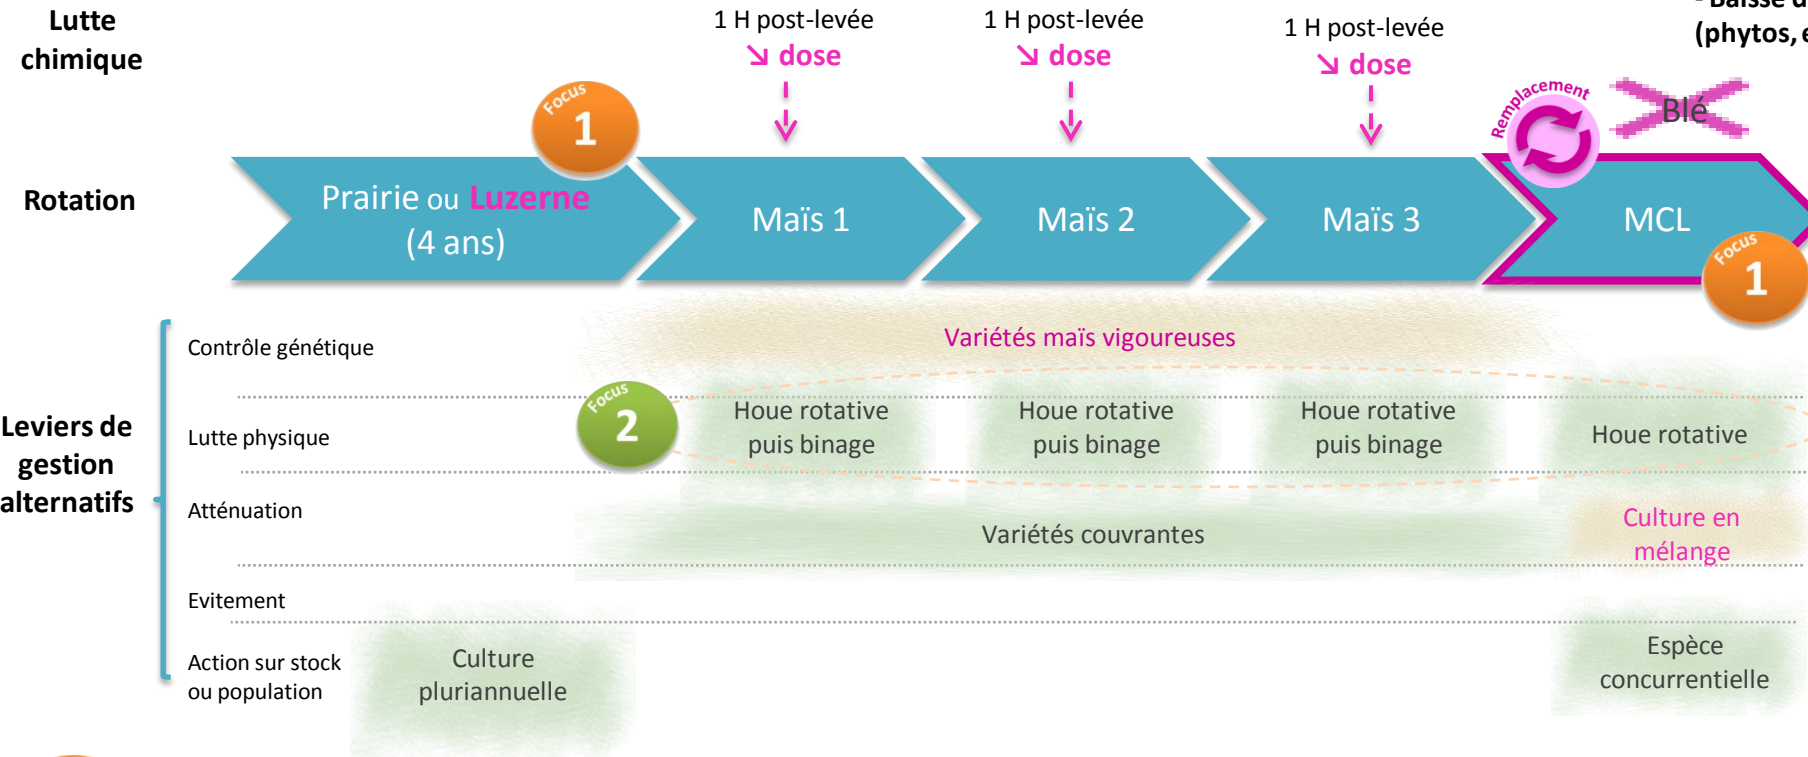 Lutte
chimique
1 H post-levée
↘ dose
1 H post-levée
↘ dose
1 H post-levée
↘ dose
- Baisse d
(phytos, e
Focus
1
Remplacement
Blé
Rotation
Prairie ou Luzerne
(4 ans)
Maïs 1
Maïs 2
Maïs 3
MCL
Focus
1
Leviers de
gestion
alternatifs
Contrôle génétique
Variétés maïs vigoureuses
Lutte physique
Focus
2
Houe rotative
puis binage
Houe rotative
puis binage
Houe rotative
puis binage
Houe rotative
Atténuation
Variétés couvrantes
Culture en
mélange
Evitement
Action sur stock
ou population
Culture
pluriannuelle
Espèce
concurrentielle